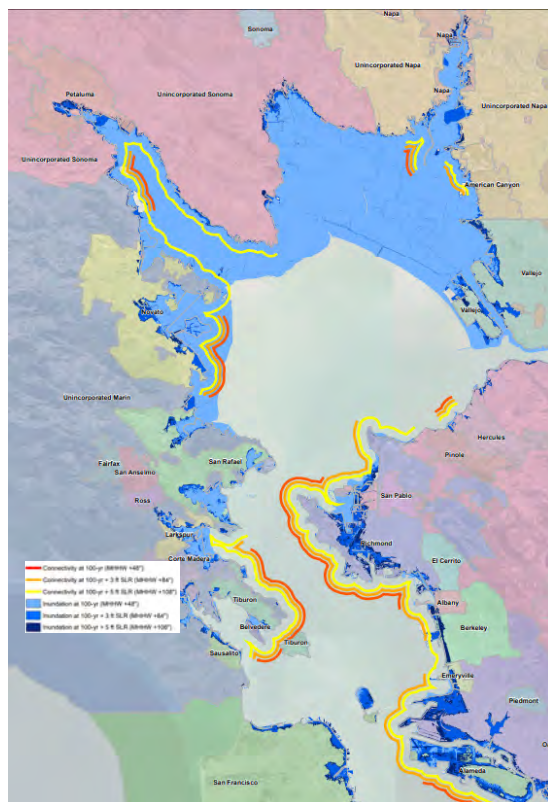 Napa
Sonoma
Napa
Unincorporated Napa
Petaluma
Unincorporated Sonoma
Napa
Unincorporated Napa
Unincorporated Sonoma
American Canyon
Vallejo
Novato
Vallejo
Unincorporated Marin
Hercules
Pinole
San Rafael
Fairfax
San Anselmo
San Pablo
Ross
Larkspur
Richmond
Corte Madera
El Cerrito
Connectivity at 100-yr (MHHW +48")
Connectivity at 100-yr + 3 ft SLR (MHHW +84")
Connectivity at 100-yr + 5 ft SLR (MHHW +108")
Inundation at 100-yr (MHHW +48")
Inundation at 100-yr + 3 ft SLR (MHHW +84")
Inundation at 100-yr + 5 ft SLR (MHHW +108")
Tiburon
Albany
Belvedere
Berkeley
Tiburon
Sausalito
Emeryville
Piedmont
Alameda
San Francisco